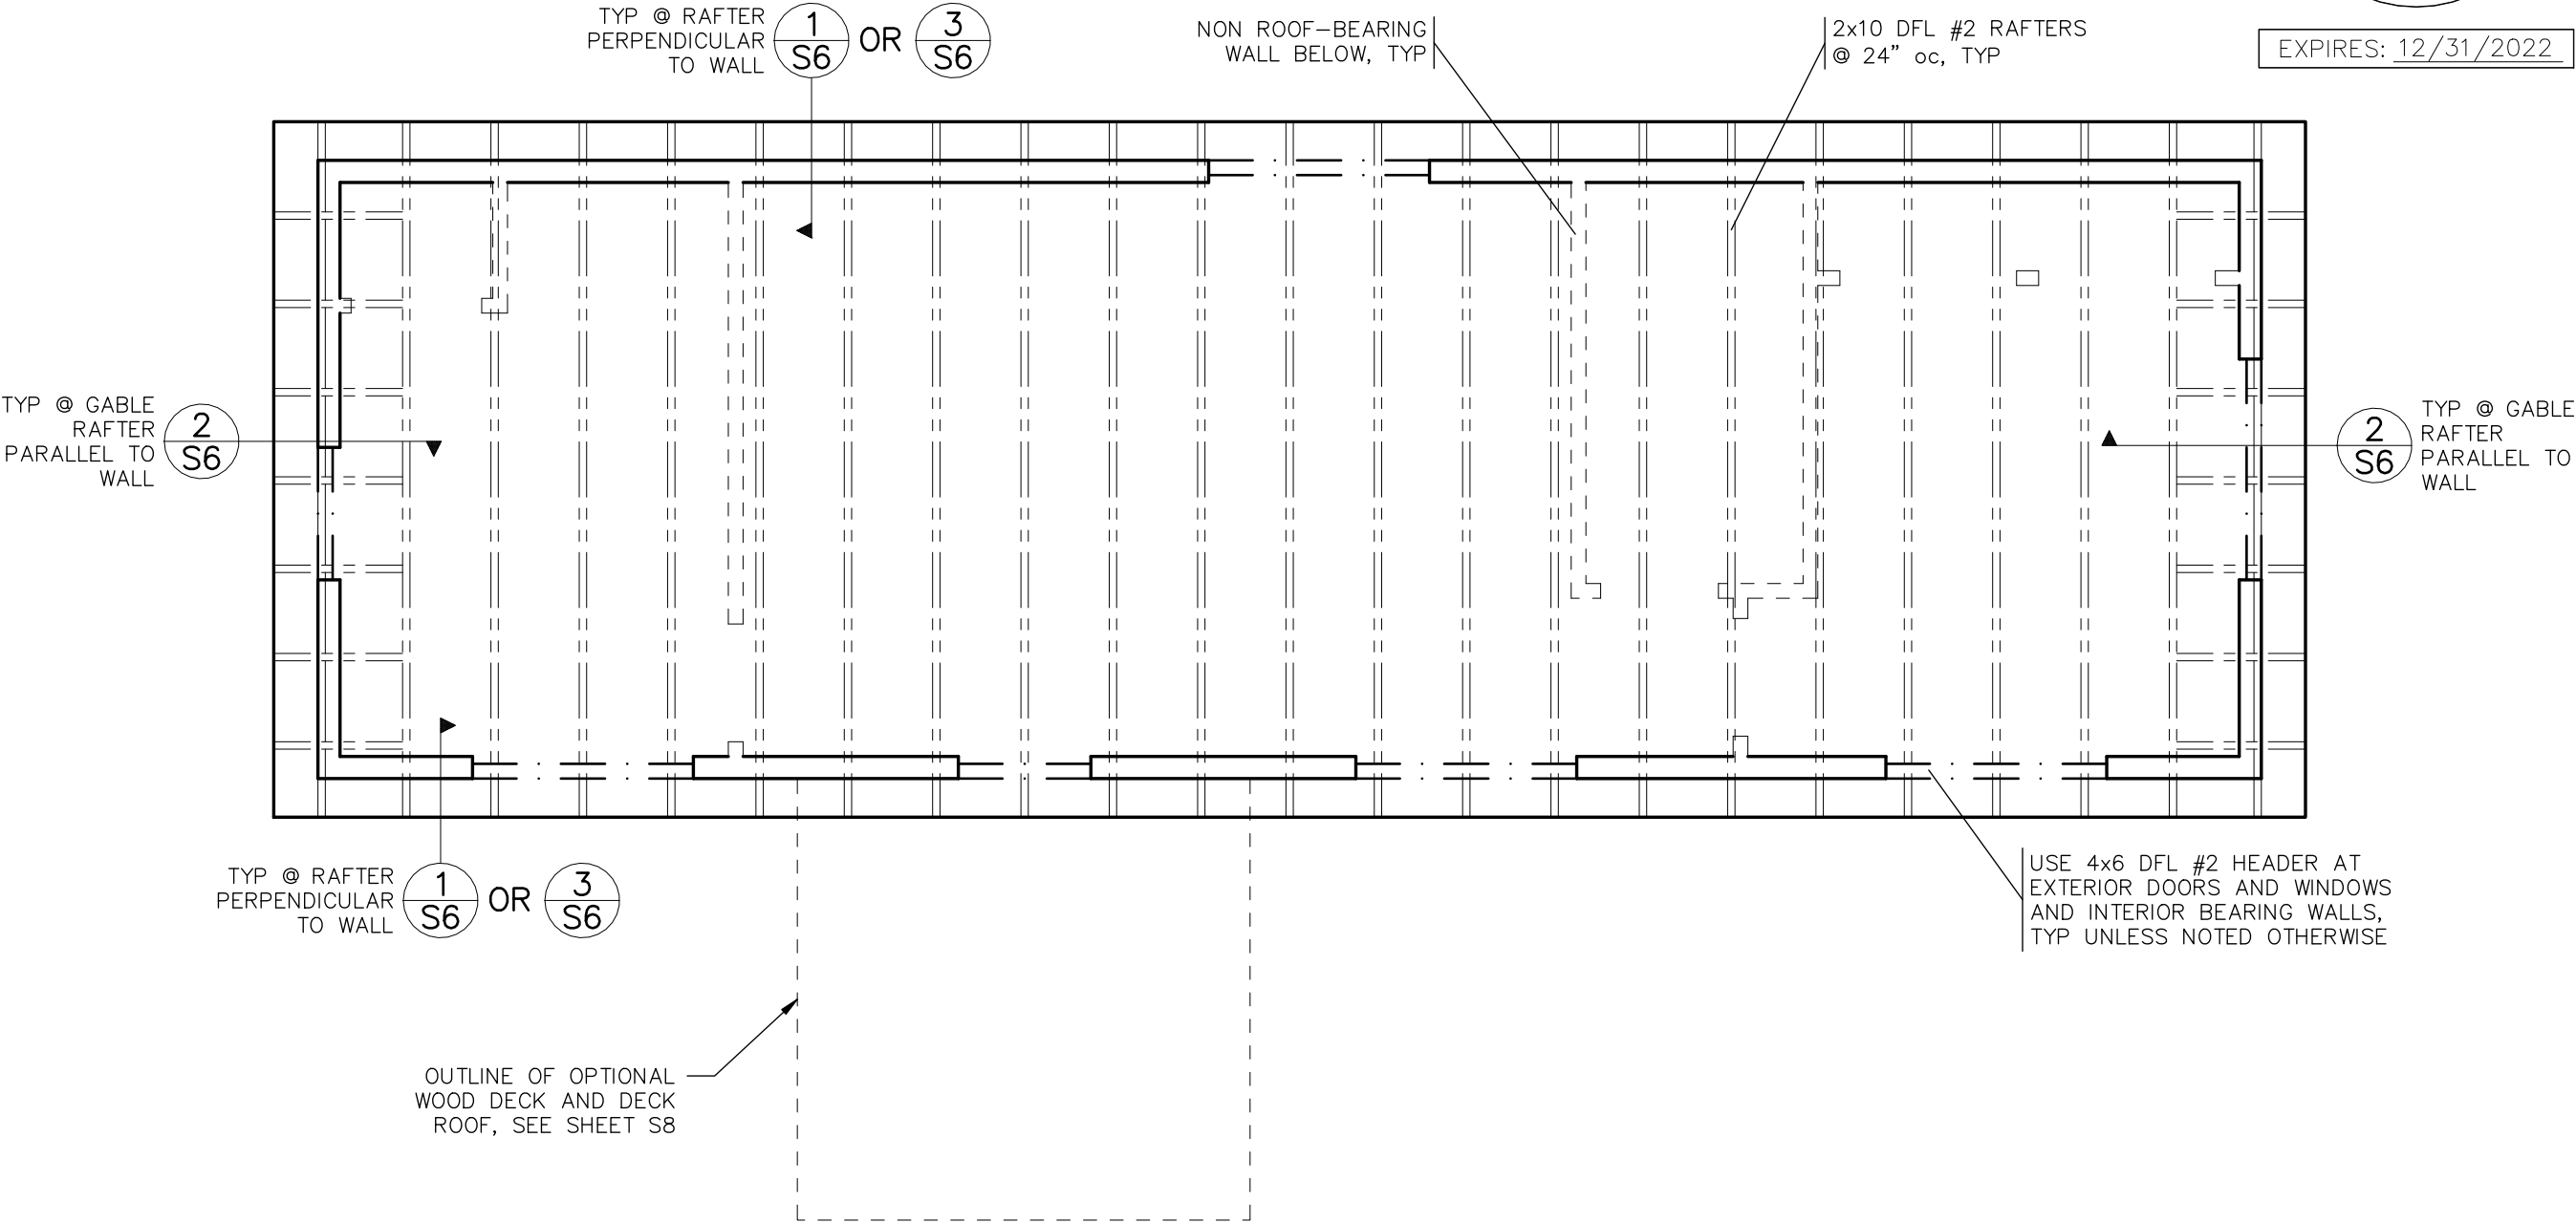 TYP @ RAFTER
PERPENDICULAR
TO WALL
1
S6
OR
3
S6
NON ROOF-BEARING
WALL BELOW, TYP
2x10 DFL #2 RAFTERS
@ 24" oc, TYP
EXPIRES: 12/31/2022
TYP @ GABLE
RAFTER
PARALLEL TO
WALL
2
S6
2
S6
TYP @ GABLE
RAFTER
PARALLEL TO
WALL
TYP @ RAFTER
PERPENDICULAR
TO WALL
1
S6
OR
3
S6
USE 4x6 DFL #2 HEADER AT
EXTERIOR DOORS AND WINDOWS
AND INTERIOR BEARING WALLS,
TYP UNLESS NOTED OTHERWISE
OUTLINE OF OPTIONAL
WOOD DECK AND DECK
ROOF, SEE SHEET S8